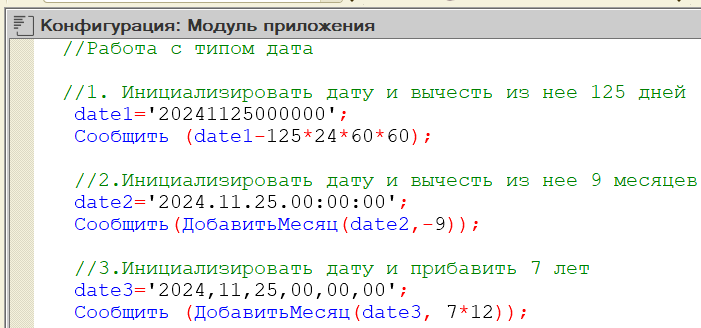 Конфигурация: Модуль приложения
//Работа с типом дата
//1. Инициализировать дату и вычесть из нее 125 дней
date1='20241125000000';
Сообщить (date1-125*24*60*60);
//2.Инициализировать дату и вычесть из нее 9 месяцев
date2='2024.11.25.00:00:00';
Сообщить(ДобавитьМесяц(date2,-9));
//3.Инициализировать дату и прибавить 7 лет
date3='2024,11,25,00,00,00';
Сообщить (ДобавитьМесяц(date3, 7*12));